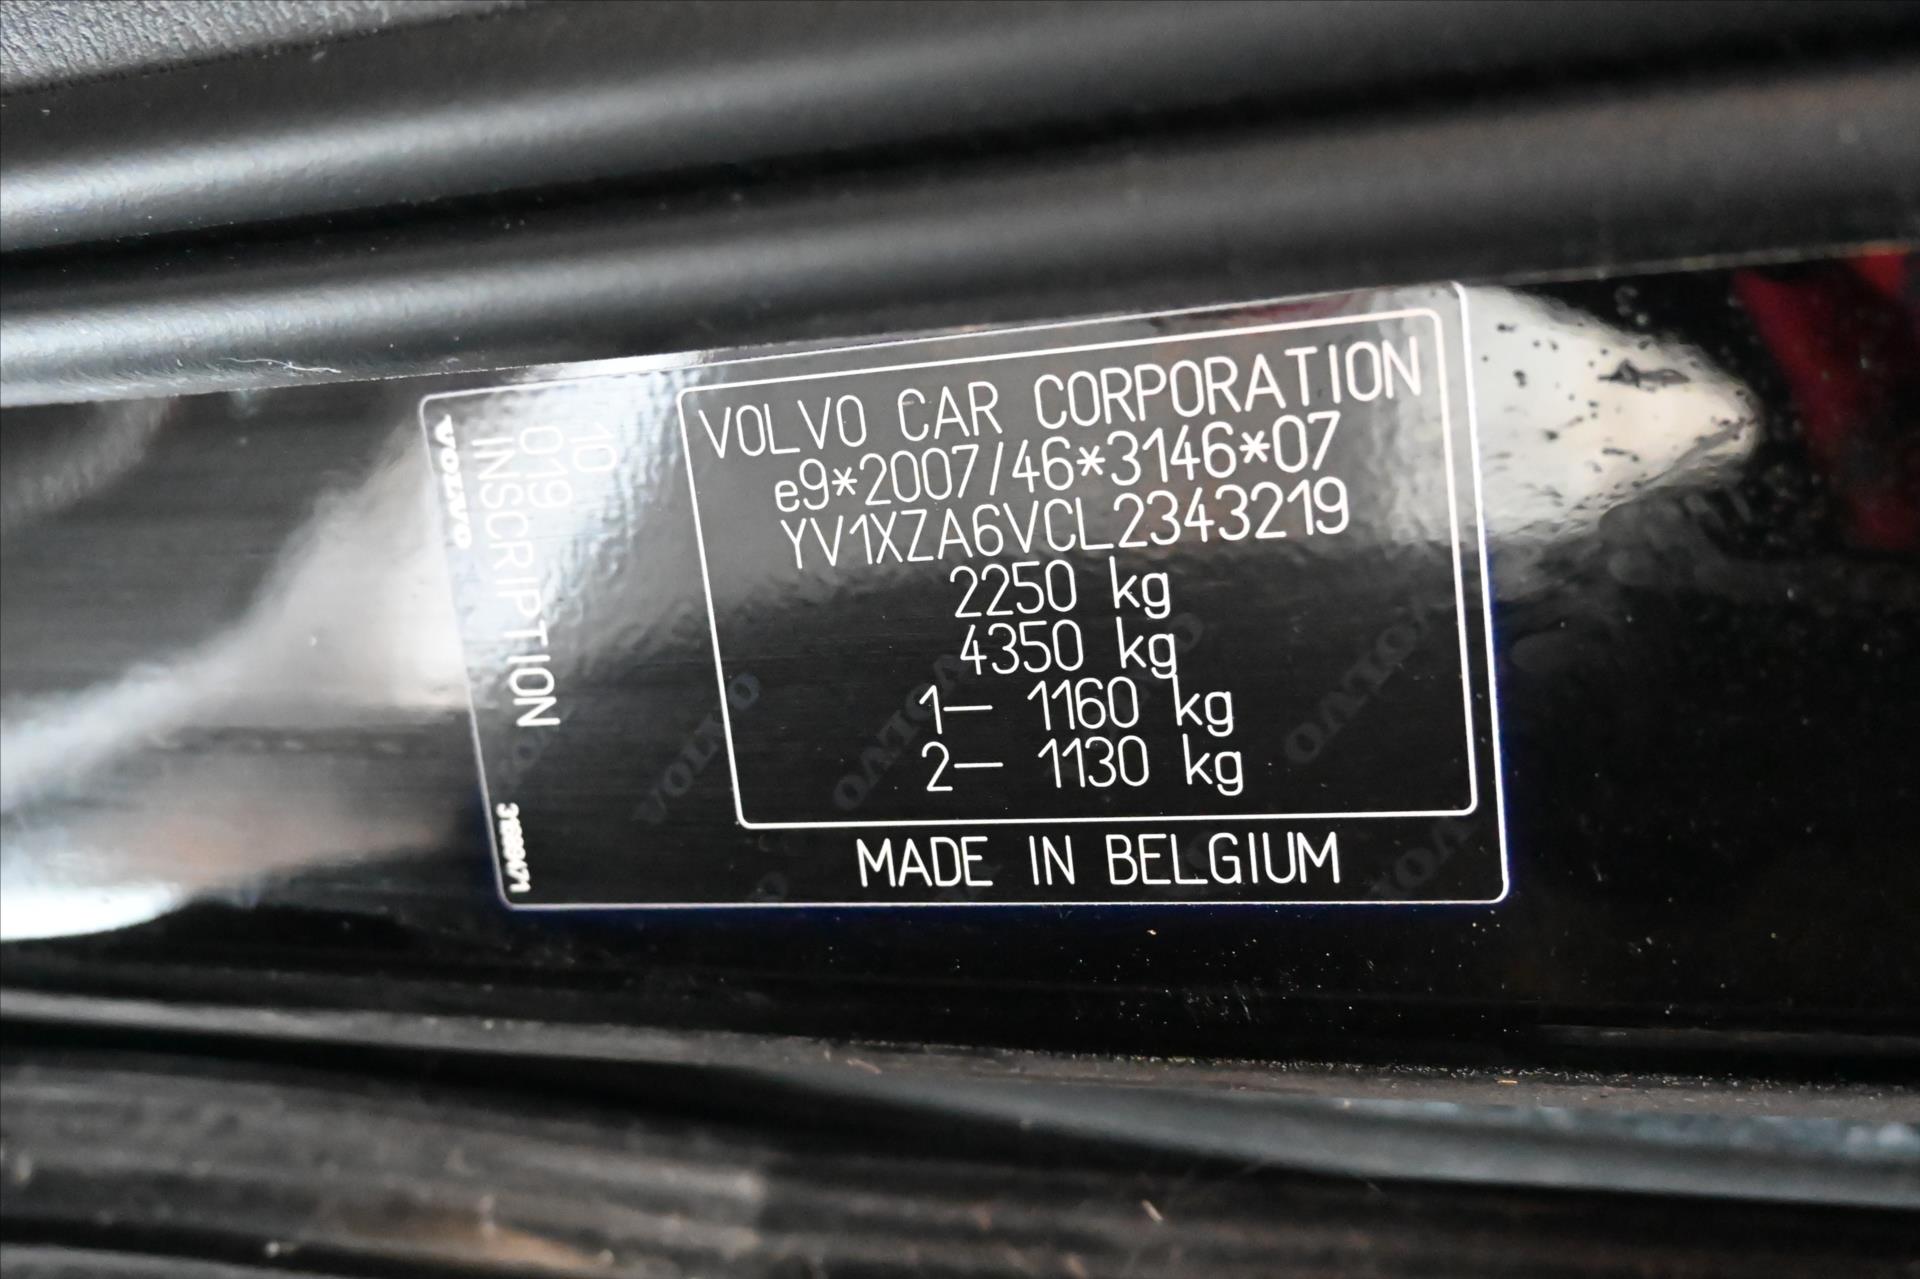 VOLVO CAR CORPORATION
e9*2007/46*3146*07
YV1XZA6VCL2343219
2250 kg
4350 kg
1– 1160 kg
2– 1130 kg
MADE IN BELGIUM
10
019
INSCRIPTION
VOLVO